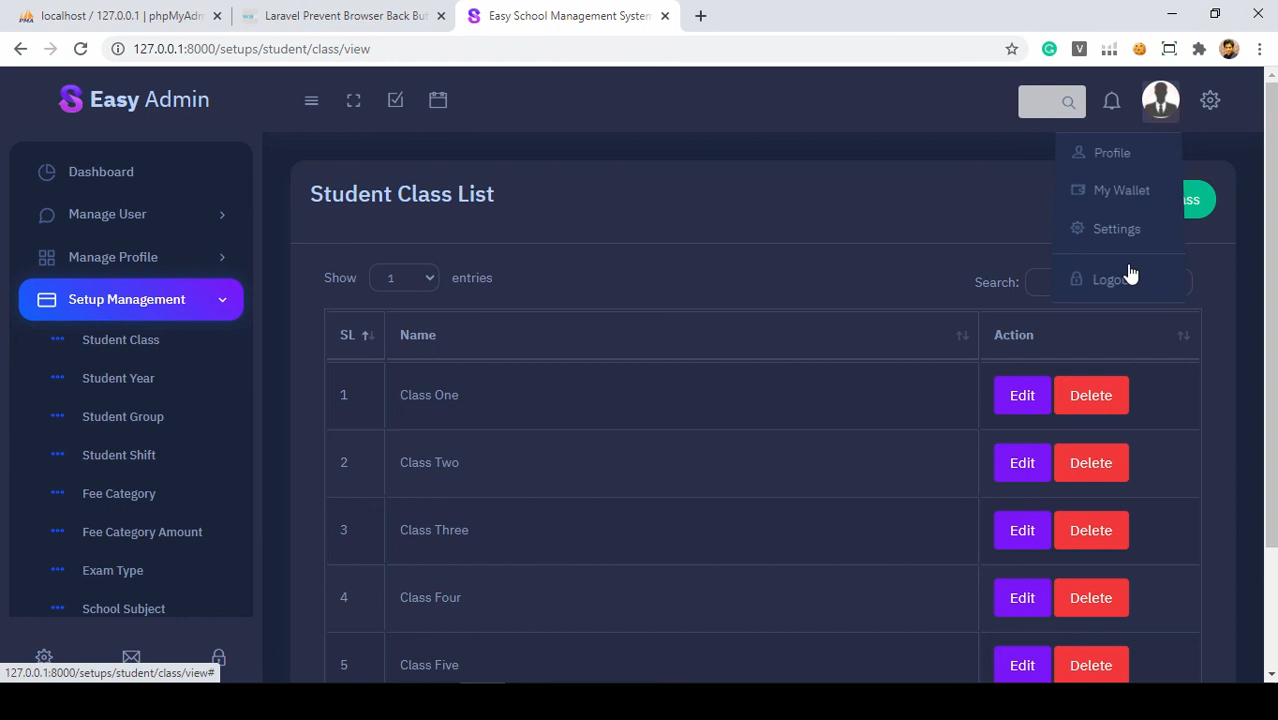 localhost / 127.0.0.1 | phpMyAdm
Laravel Prevent Browser Back But
Easy School Management System
127.0.0.1:8000/setups/student/class/view
Easy Admin
Dashboard
Manage User
Manage Profile
Setup Management
Student Class
Student Year
Student Group
Student Shift
Fee Category
Fee Category Amount
Exam Type
School Subject
127.0.0.1:8000/setups/student/class/view#
Profile
My Wallet
Settings
Student Class List
Show 1 entries
Search:
SL Name Action
1 Class One Edit Delete
2 Class Two Edit Delete
3 Class Three Edit Delete
4 Class Four Edit Delete
5 Class Five Edit Delete